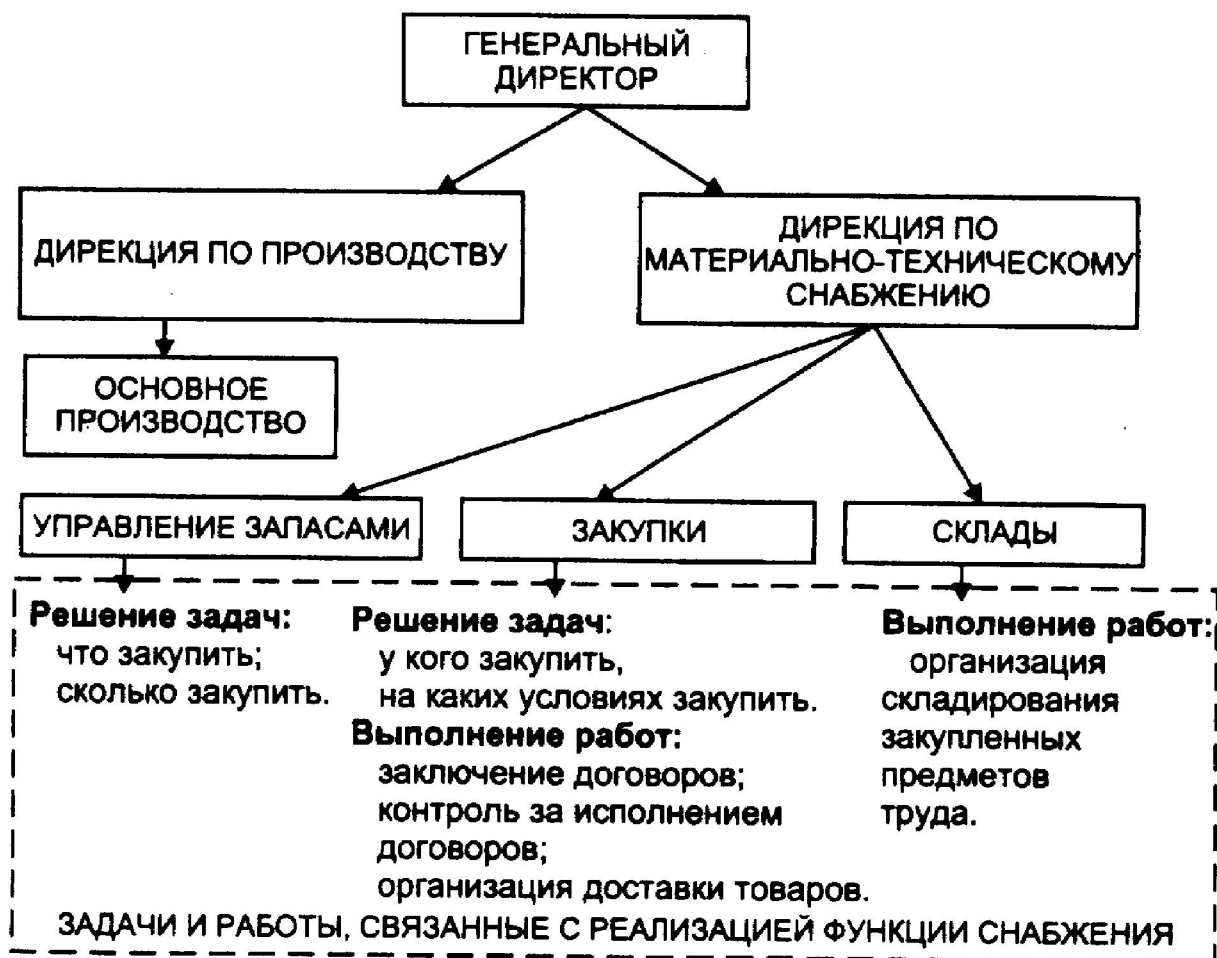 ГЕНЕРАЛЬНЫЙ
ДИРЕКТОР
ДИРЕКЦИЯ ПО ПРОИЗВОДСТВУ
ДИРЕКЦИЯ ПО
МАТЕРИАЛЬНО-ТЕХНИЧЕСКОМУ
СНАБЖЕНИЮ
ОСНОВНОЕ
ПРОИЗВОДСТВО
УПРАВЛЕНИЕ ЗАПАСАМИ
ЗАКУПКИ
СКЛАДЫ
Решение задач:
что закупить;
сколько закупить.
Решение задач:
у кого закупить,
на каких условиях закупить.
Выполнение работ:
заключение договоров;
контроль за исполнением
договоров;
организация доставки товаров.
Выполнение работ:
организация
складирования
закупленных
предметов
труда.
ЗАДАЧИ И РАБОТЫ, СВЯЗАННЫЕ С РЕАЛИЗАЦИЕЙ ФУНКЦИИ СНАБЖЕНИЯ